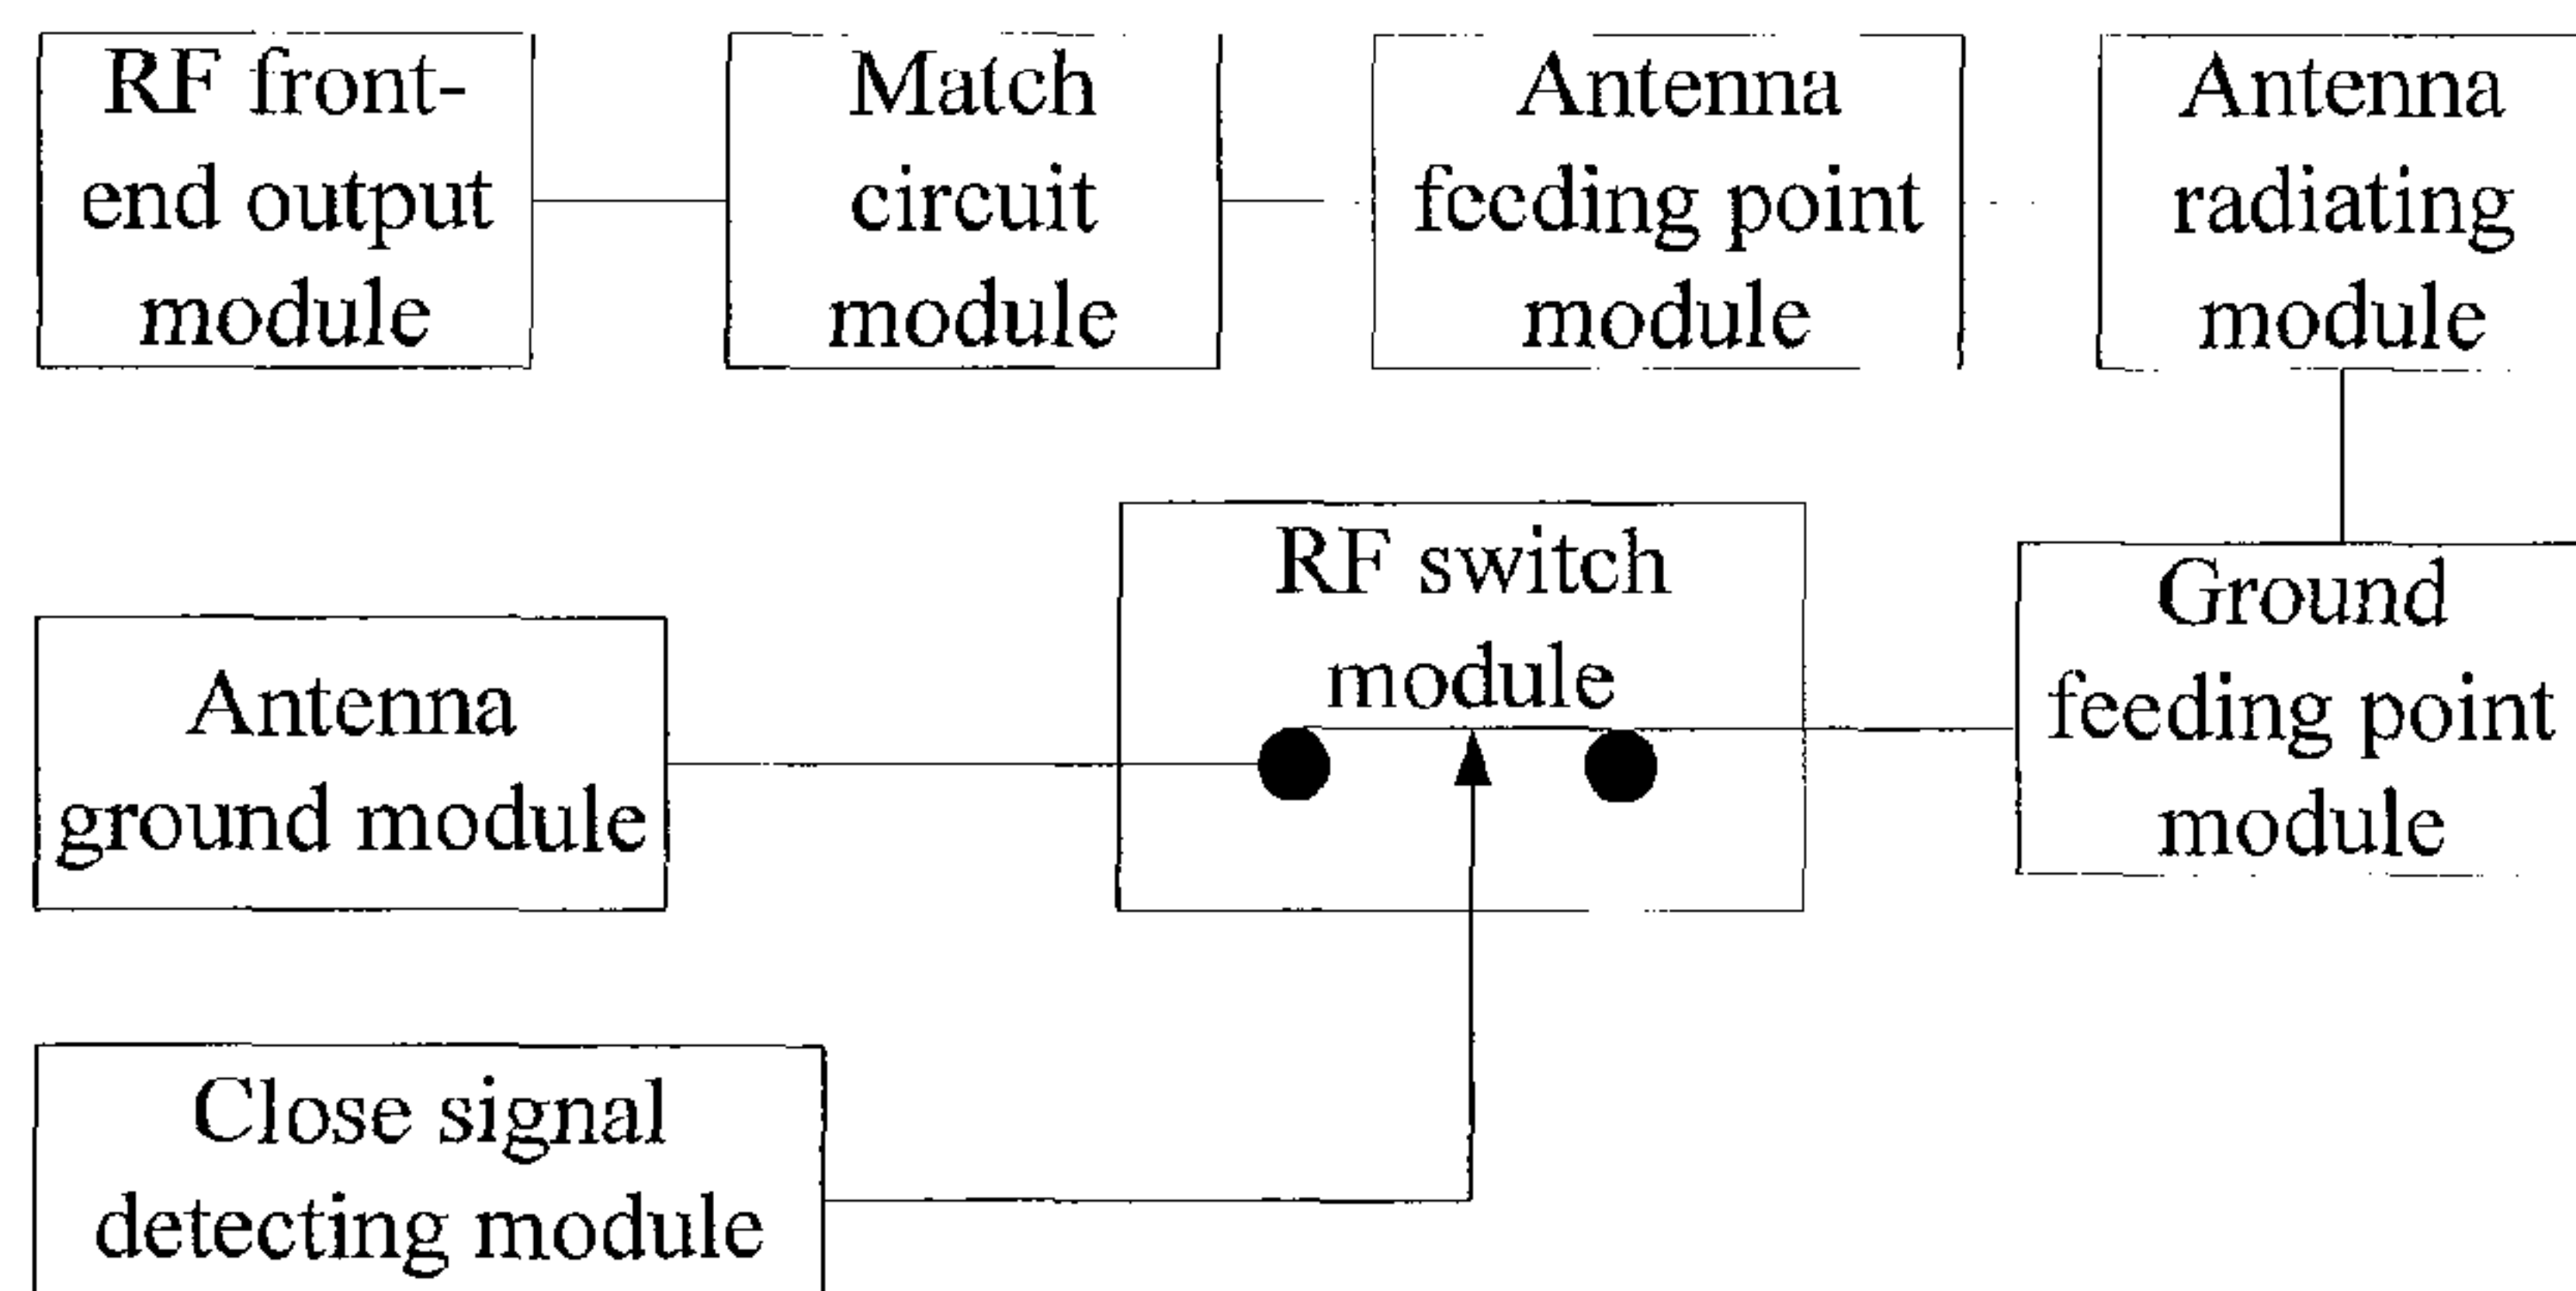 RF front-
end output
module
Match
circuit
module
Antenna
feeding point
module
Antenna
radiating
module
RF switch
module
Ground
feeding point
module
Antenna
ground module
Close signal
detecting module